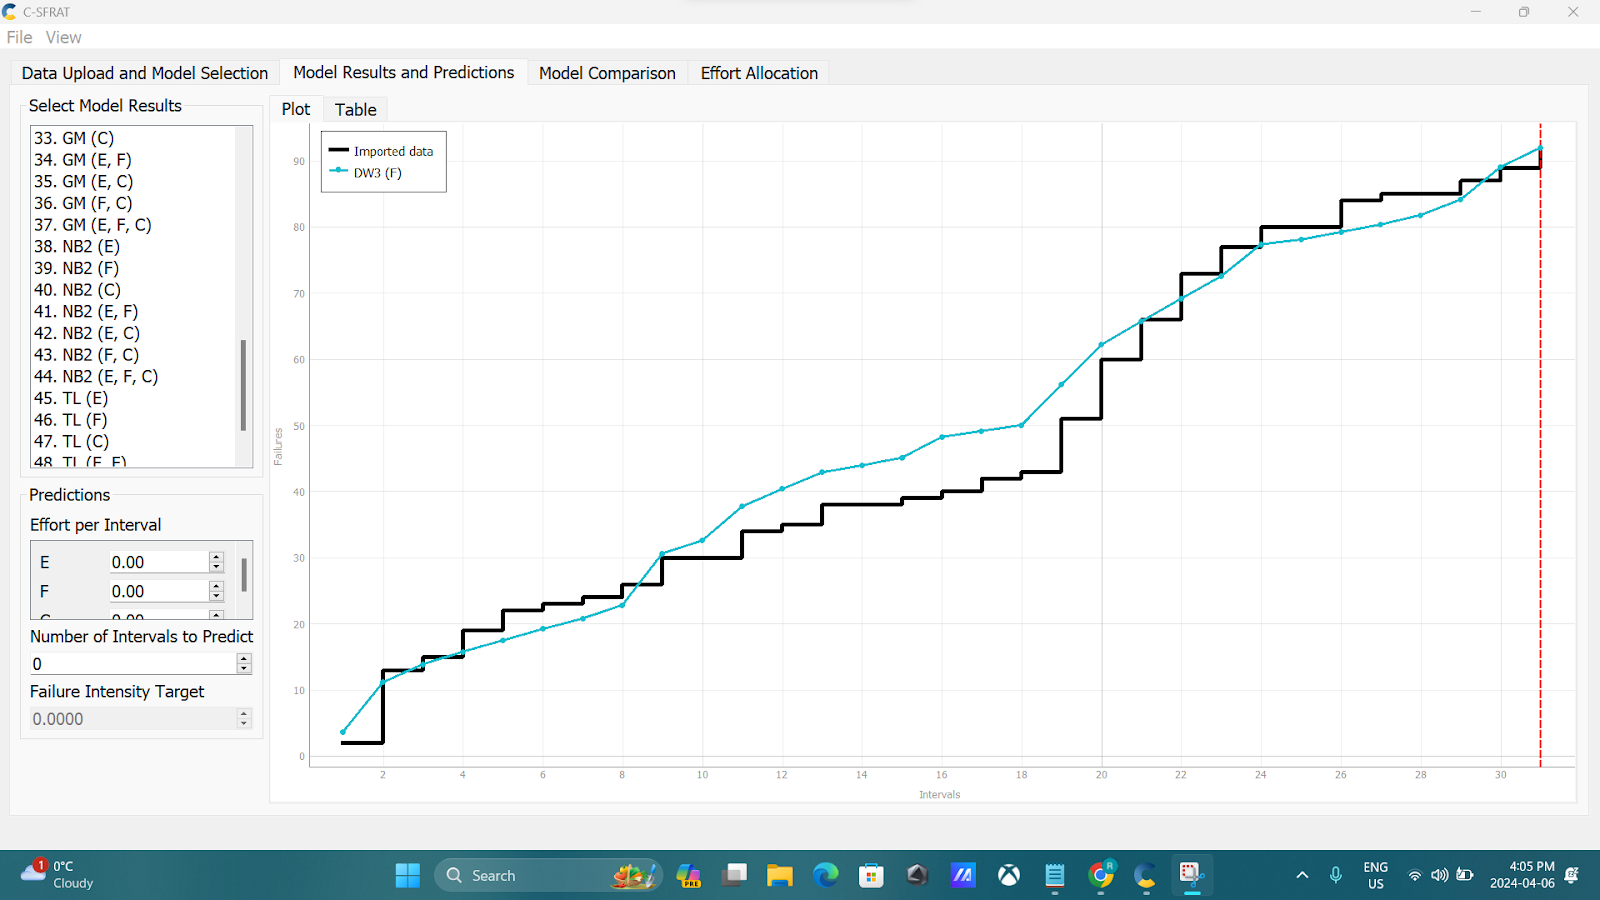 C-SFRAT
File View
Data Upload and Model Selection
Model Results and Predictions
Model Comparison
Effort Allocation
Select Model Results
33. GM (C)
34. GM (E, F)
35. GM (E, C)
36. GM (F, C)
37. GM (E, F, C)
38. NB2 (E)
39. NB2 (F)
40. NB2 (C)
41. NB2 (E, F)
42. NB2 (E, C)
43. NB2 (F, C)
44. NB2 (E, F, C)
45. TL (E)
46. TL (F)
47. TL (C)
48. TL (E, F)
Predictions
Effort per Interval
E 0.00
F 0.00
C 0.00
Number of Intervals to Predict
0
Failure Intensity Target
0.0000
Plot Table
Imported data
DW3 (F)
90
80
70
60
50
40
30
20
10
0
Failures
2 4 6 8 10 12 14 16 18 20 22 24 26 28 30
Intervals
1
0°C
Cloudy
Search
PRE
R
ENG
US
4:05 PM
2024-04-06